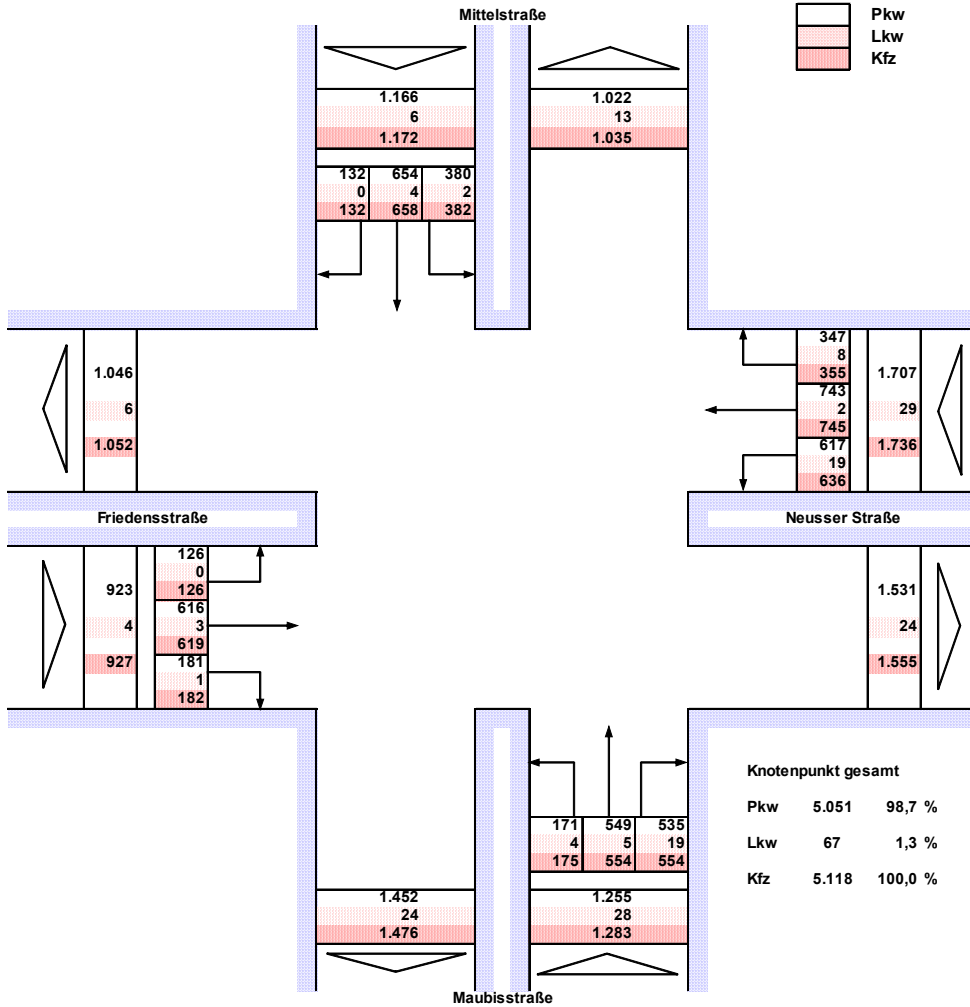 Mittelstraße
Pkw
Lkw
Kfz
1.166
6
1.172
1.022
13
1.035
132 654 380
0 4 2
132 658 382
1.046
6
1.052
347
8
355
743
2
745
617
19
636
1.707
29
1.736
Friedensstraße
Neusser Straße
923
4
927
126
0
126
616
3
619
181
1
182
1.531
24
1.555
171 549 535
4 5 19
175 554 554
1.452
24
1.476
1.255
28
1.283
Knotenpunkt gesamt
Pkw 5.051 98,7 %
Lkw 67 1,3 %
Kfz 5.118 100,0 %
Maubisstraße